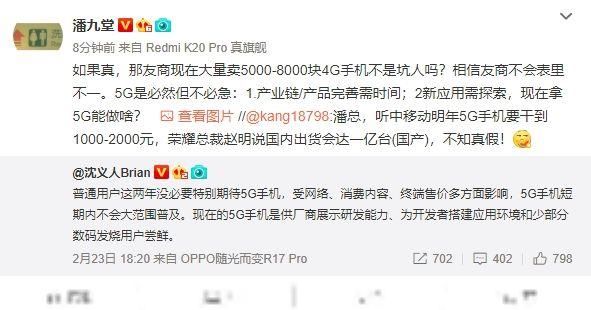 潘九堂
8分钟前 来自 Redmi K20 Pro 真旗舰
如果真，那友商现在大量卖5000-8000块4G手机不是坑人吗？相信友商不会表里
不一。5G是必然但不必急：1.产业链/产品完善需时间；2新应用需探索，现在拿
5G能做啥？ 查看图片 //@kang18798:潘总，听中移动明年5G手机要干到
1000-2000元，荣耀总裁赵明说国内出货会达一亿台(国产)，不知真假！
@沈义人Brian
普通用户这两年没必要特别期待5G手机，受网络、消费内容、终端售价多方面影响，5G手机短
期内不会大范围普及。现在的5G手机是供厂商展示研发能力、为开发者搭建应用环境和少部分
数码发烧用户尝鲜。
2月23日 18:20 来自 OPPO随光而变R17 Pro
702 402 798